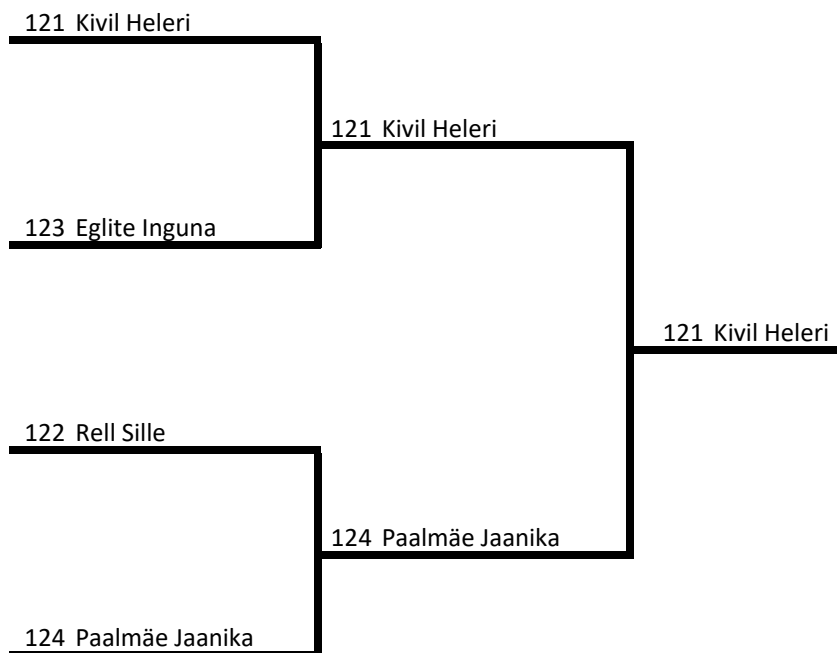 121 Kivil Heleri
121 Kivil Heleri
123 Eglite Inguna
121 Kivil Heleri
122 Rell Sille
124 Paalmäe Jaanika
124 Paalmäe Jaanika